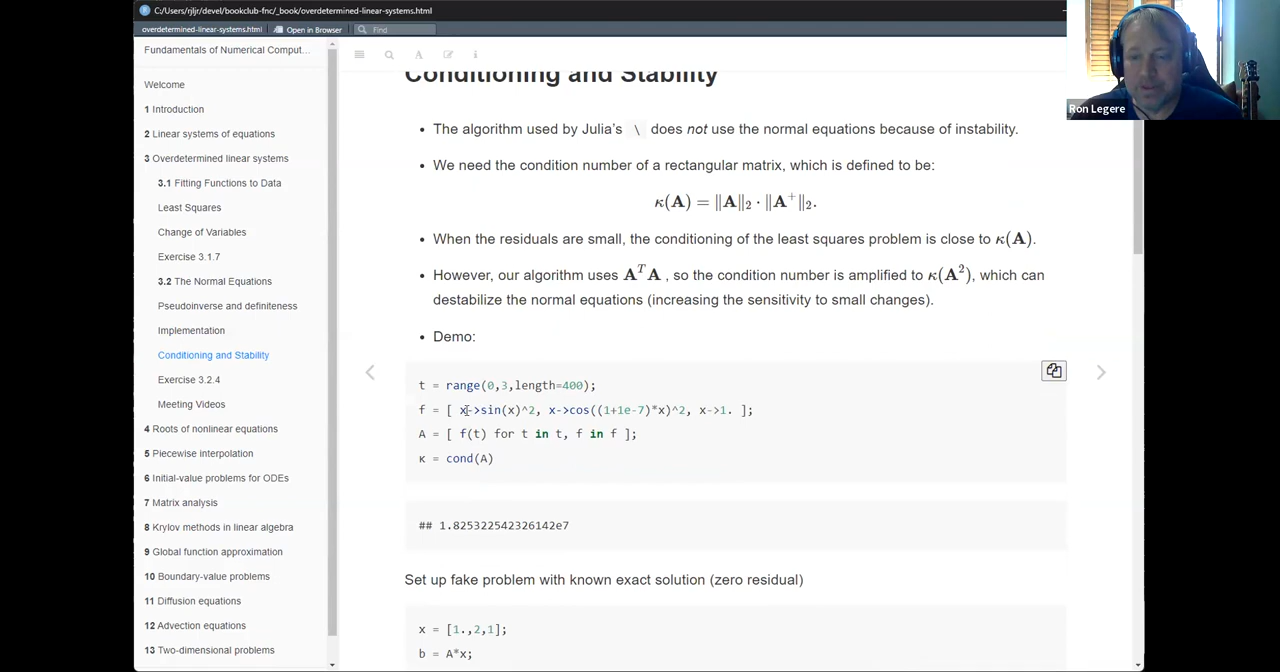 C:/Users/rjljr/devel/bookclub-fnc/_book/overdetermined-linear-systems.html
overdetermined-linear-systems.html
Open in Browser
Find
Fundamentals of Numerical Comput...
Welcome
1 Introduction
2 Linear systems of equations
3 Overdetermined linear systems
3.1 Fitting Functions to Data
Least Squares
Change of Variables
Exercise 3.1.7
3.2 The Normal Equations
Pseudoinverse and definiteness
Implementation
Conditioning and Stability
Exercise 3.2.4
Meeting Videos
4 Roots of nonlinear equations
5 Piecewise interpolation
6 Initial-value problems for ODEs
7 Matrix analysis
8 Krylov methods in linear algebra
9 Global function approximation
10 Boundary-value problems
11 Diffusion equations
12 Advection equations
13 Two-dimensional problems
Conditioning and Stability
• The algorithm used by Julia's \ does not use the normal equations because of instability.
• We need the condition number of a rectangular matrix, which is defined to be:
κ(A) = ‖A‖₂ · ‖A⁺‖₂.
• When the residuals are small, the conditioning of the least squares problem is close to κ(A).
• However, our algorithm uses AᵀA , so the condition number is amplified to κ(A²), which can
destabilize the normal equations (increasing the sensitivity to small changes).
• Demo:
t = range(0,3,length=400);
f = [ x->sin(x)^2, x->cos((1+1e-7)*x)^2, x->1. ];
A = [ f(t) for t in t, f in f ];
κ = cond(A)
## 1.825322542326142e7
Set up fake problem with known exact solution (zero residual)
x = [1.,2,1];
b = A*x;
Ron Legere